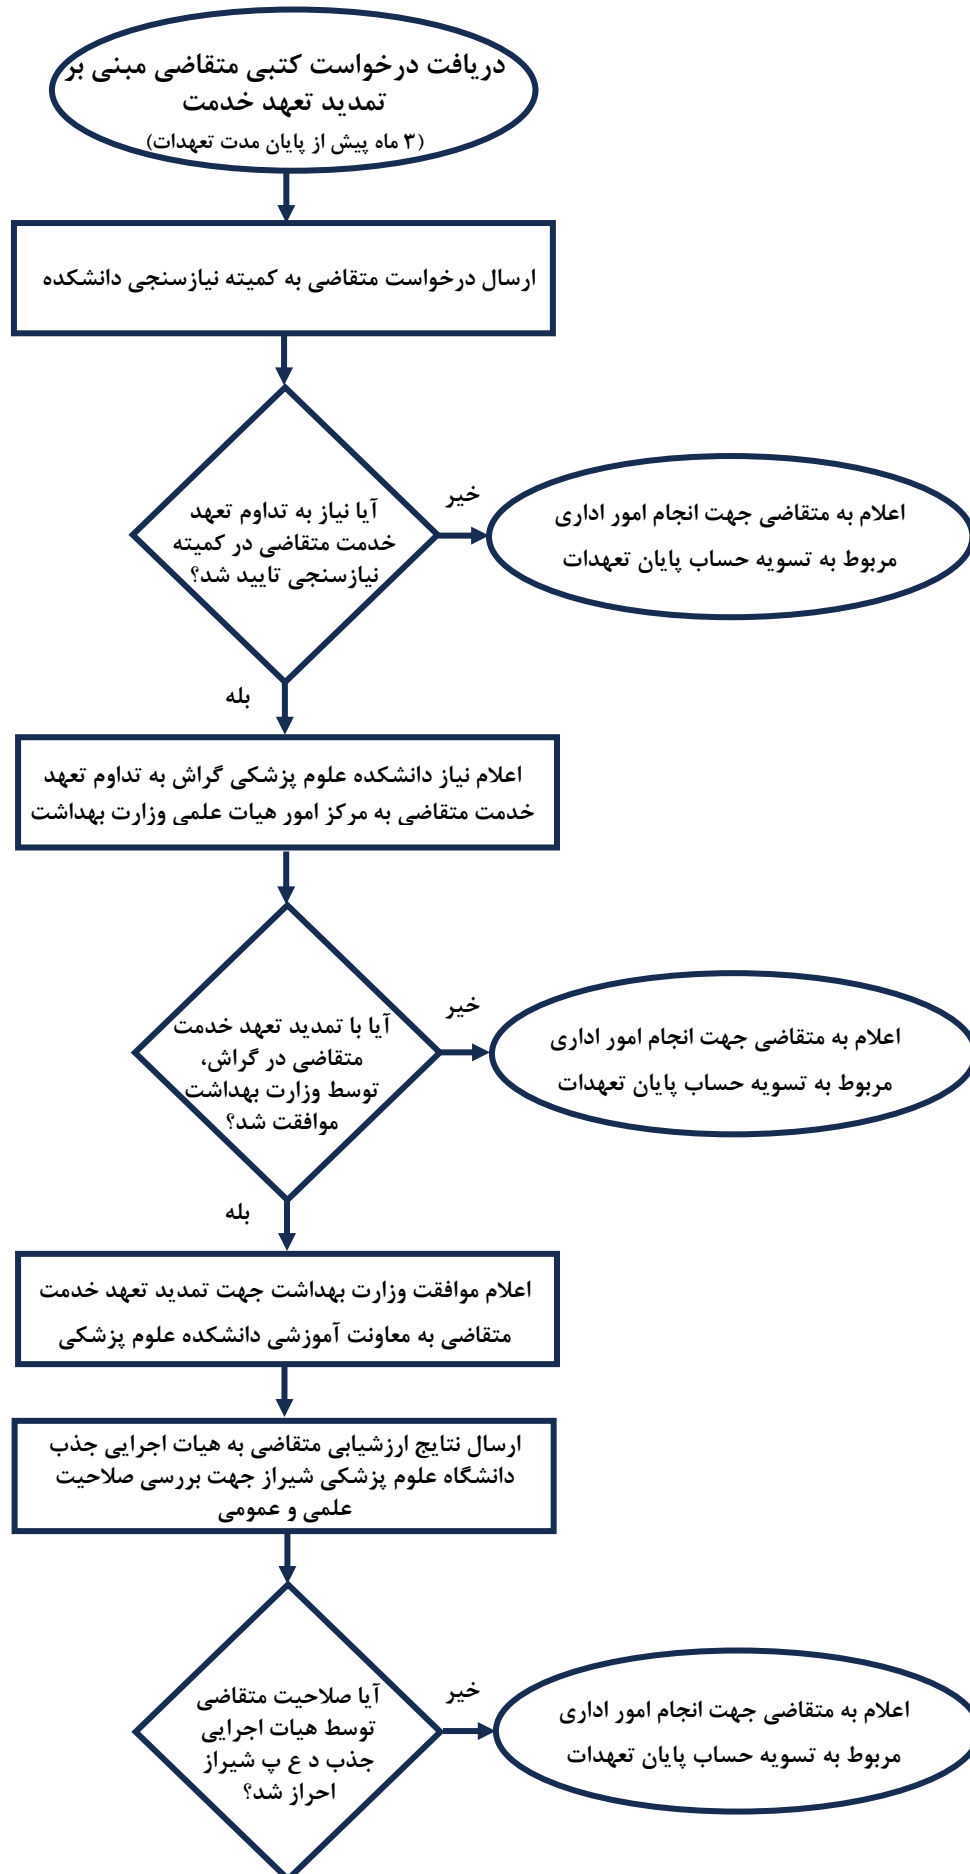 دریافت درخواست کتبی متقاضی مبنی بر
تمدید تعهد خدمت
(۳ ماه پیش از پایان مدت تعهدات)
ارسال درخواست متقاضی به کمیته نیازسنجی دانشکده
آیا نیاز به تداوم تعهد
خدمت متقاضی در کمیته
نیازسنجی تایید شد؟
خیر
اعلام به متقاضی جهت انجام امور اداری
مربوط به تسویه حساب پایان تعهدات
بله
اعلام نیاز دانشکده علوم پزشکی گراش به تداوم تعهد
خدمت متقاضی به مرکز امور هیات علمی وزارت بهداشت
آیا با تمدید تعهد خدمت
متقاضی در گراش،
توسط وزارت بهداشت
موافقت شد؟
خیر
اعلام به متقاضی جهت انجام امور اداری
مربوط به تسویه حساب پایان تعهدات
بله
اعلام موافقت وزارت بهداشت جهت تمدید تعهد خدمت
متقاضی به معاونت آموزشی دانشکده علوم پزشکی
ارسال نتایج ارزشیابی متقاضی به هیات اجرایی جذب
دانشگاه علوم پزشکی شیراز جهت بررسی صلاحیت
علمی و عمومی
آیا صلاحیت متقاضی
توسط هیات اجرایی
جذب د ع پ شیراز
احراز شد؟
خیر
اعلام به متقاضی جهت انجام امور اداری
مربوط به تسویه حساب پایان تعهدات